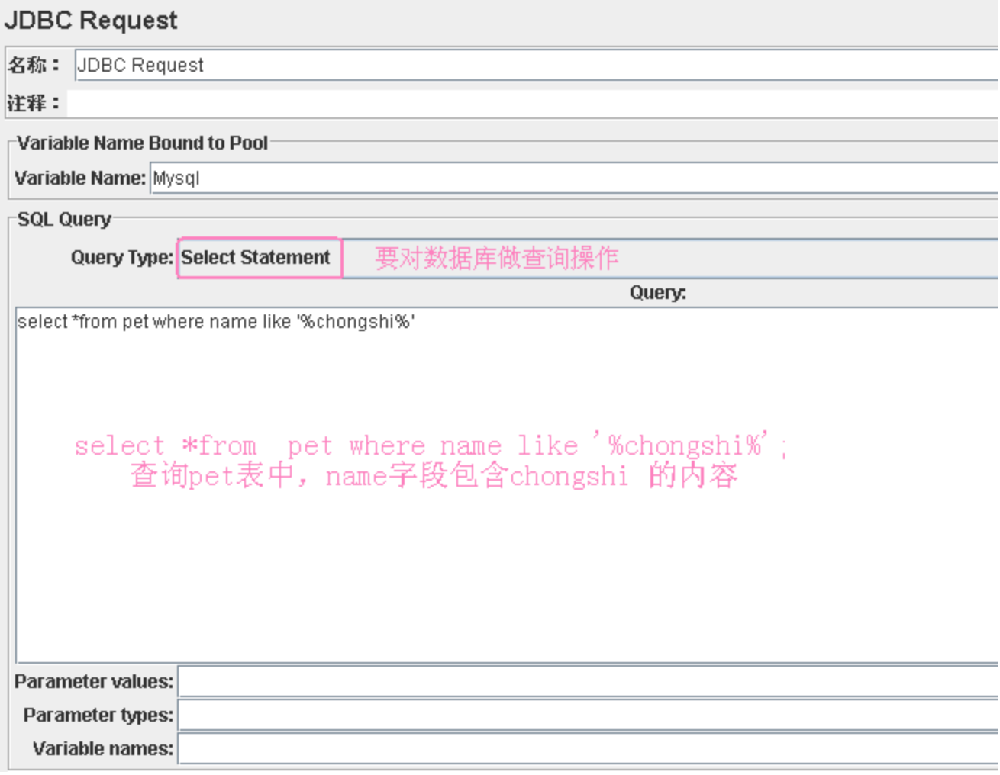 JDBC Request
名称： JDBC Request
注释：
Variable Name Bound to Pool
Variable Name: Mysql
SQL Query
Query Type: Select Statement 要对数据库做查询操作
Query:
select *from pet where name like '%chongshi%'
select *from pet where name like '%chongshi%';
查询pet表中，name字段包含chongshi 的内容
Parameter values:
Parameter types:
Variable names: